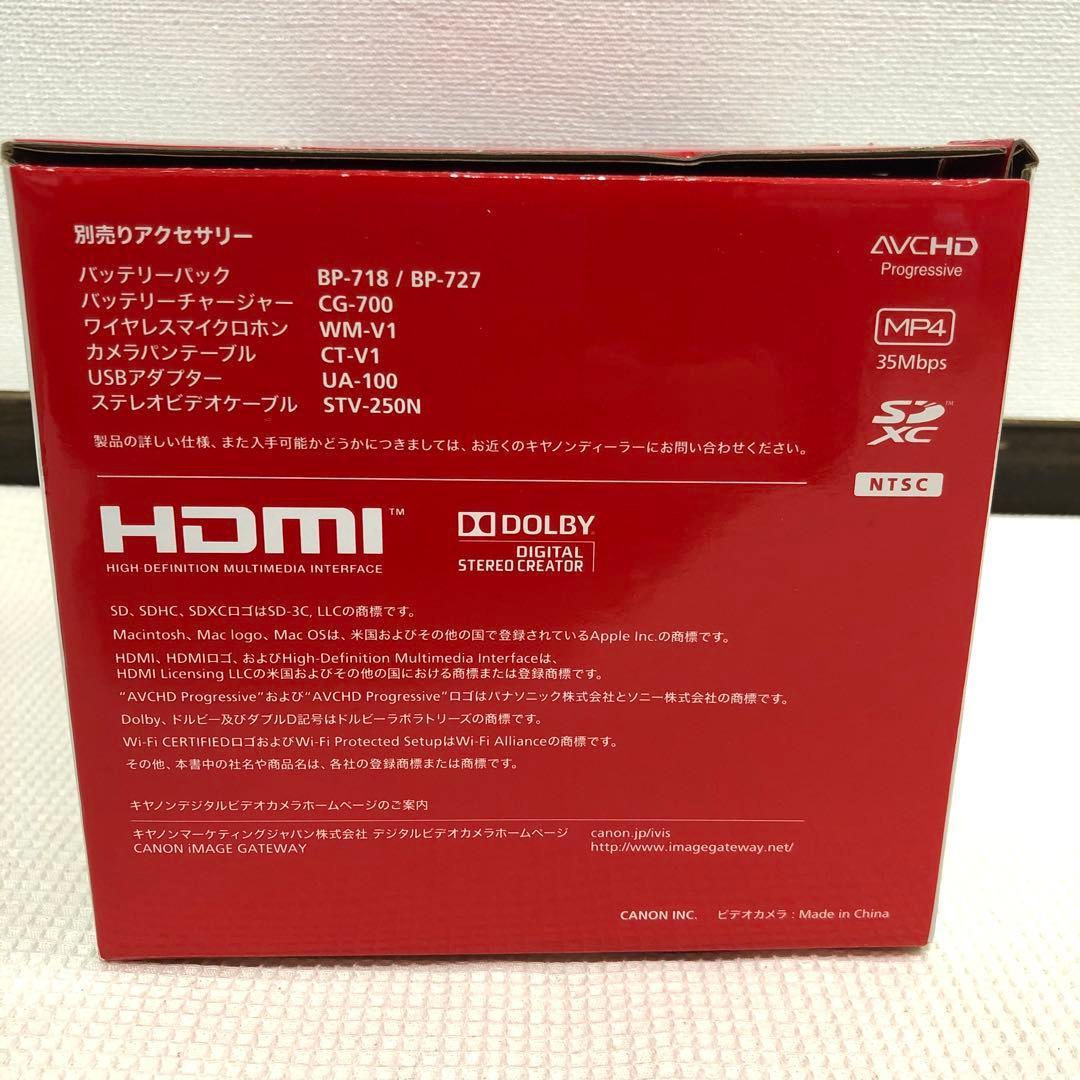 別売りアクセサリー
バッテリーパック BP-718 / BP-727
バッテリーチャージャー CG-700
ワイヤレスマイクロホン WM-V1
カメラパンテーブル CT-V1
USBアダプター UA-100
ステレオビデオケーブル STV-250N
製品の詳しい仕様、また入手可能かどうかにつきましては、お近くのキヤノンディーラーにお問い合わせください。
AVCHD
Progressive
MP4
35Mbps
SD™
XC
NTSC
HDMI™
HIGH-DEFINITION MULTIMEDIA INTERFACE
DOLBY
DIGITAL
STEREO CREATOR
SD、SDHC、SDXCロゴはSD-3C, LLCの商標です。
Macintosh、Mac logo、Mac OSは、米国およびその他の国で登録されているApple Inc.の商標です。
HDMI、HDMIロゴ、およびHigh-Definition Multimedia Interfaceは、
HDMI Licensing LLCの米国およびその他の国における商標または登録商標です。
“AVCHD Progressive”および“AVCHD Progressive”ロゴはパナソニック株式会社とソニー株式会社の商標です。
Dolby、ドルビー及びダブルD記号はドルビーラボラトリーズの商標です。
Wi-Fi CERTIFIEDロゴおよびWi-Fi Protected SetupはWi-Fi Allianceの商標です。
その他、本書中の社名や商品名は、各社の登録商標または商標です。
キヤノンデジタルビデオカメラホームページのご案内
キヤノンマーケティングジャパン株式会社 デジタルビデオカメラホームページ canon.jp/ivis
CANON iMAGE GATEWAY http://www.imagegateway.net/
CANON INC. ビデオカメラ : Made in China